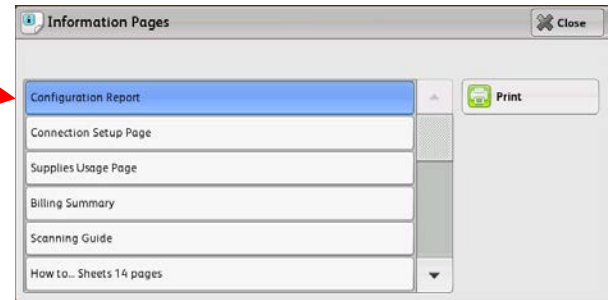 Information Pages
Close
Configuration Report
Print
Connection Setup Page
Supplies Usage Page
Billing Summary
Scanning Guide
How to... Sheets 14 pages